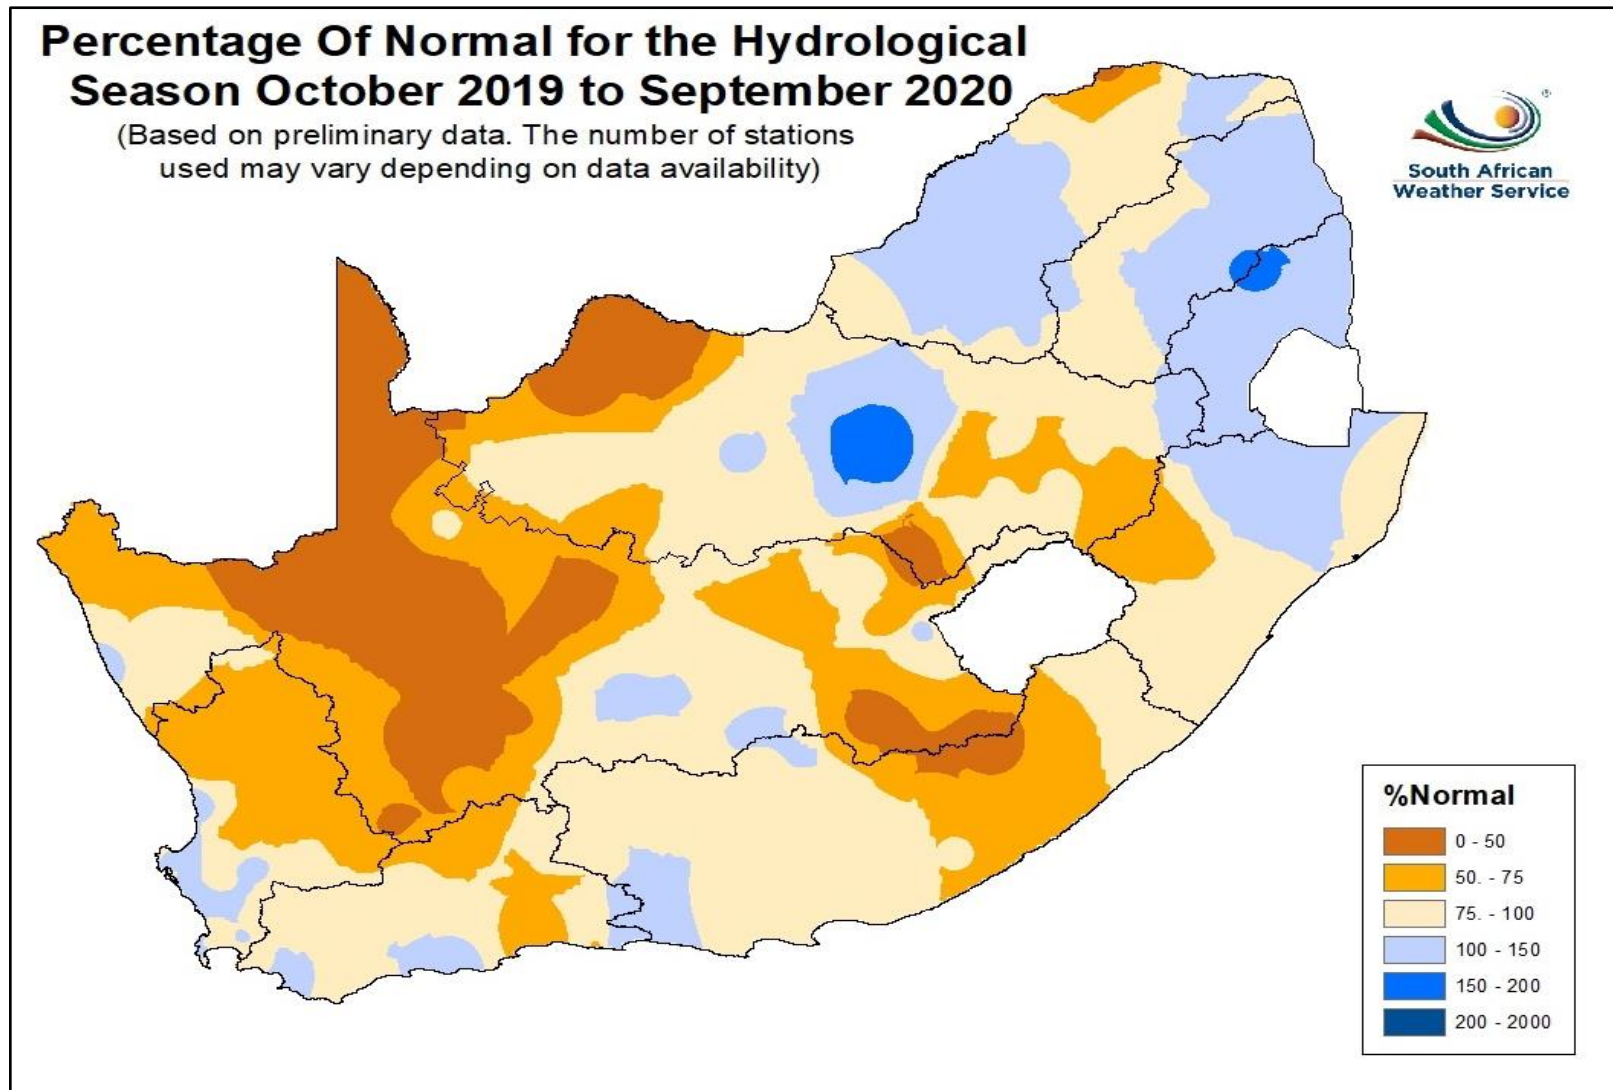 Percentage Of Normal for the Hydrological
Season October 2019 to September 2020
(Based on preliminary data. The number of stations
used may vary depending on data availability)
®
South African
Weather Service
%Normal
0 - 50
50. - 75
75. - 100
100 - 150
150 - 200
200 - 2000